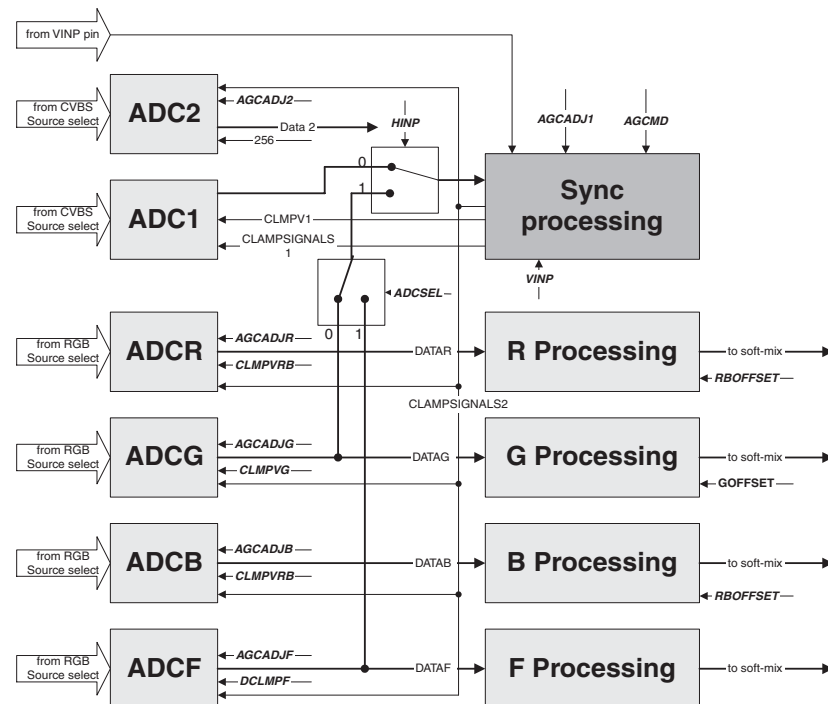 from VINP pin
from CVBS
Source select
ADC2
AGCADJ2
Data 2
256
HINP
AGCADJ1
AGCMD
0
1
Sync
processing
from CVBS
Source select
ADC1
CLMPV1
CLAMPSIGNALS
1
VINP
ADCSEL
0
1
from RGB
Source select
ADCR
AGCADJR
CLMPVRB
DATAR
R Processing
to soft-mix
RBOFFSET
CLAMPSIGNALS2
from RGB
Source select
ADCG
AGCADJG
CLMPVG
DATAG
G Processing
to soft-mix
GOFFSET
from RGB
Source select
ADCB
AGCADJB
CLMPVRB
DATAB
B Processing
to soft-mix
RBOFFSET
from RGB
Source select
ADCF
AGCADJF
DCLMPF
DATAF
F Processing
to soft-mix